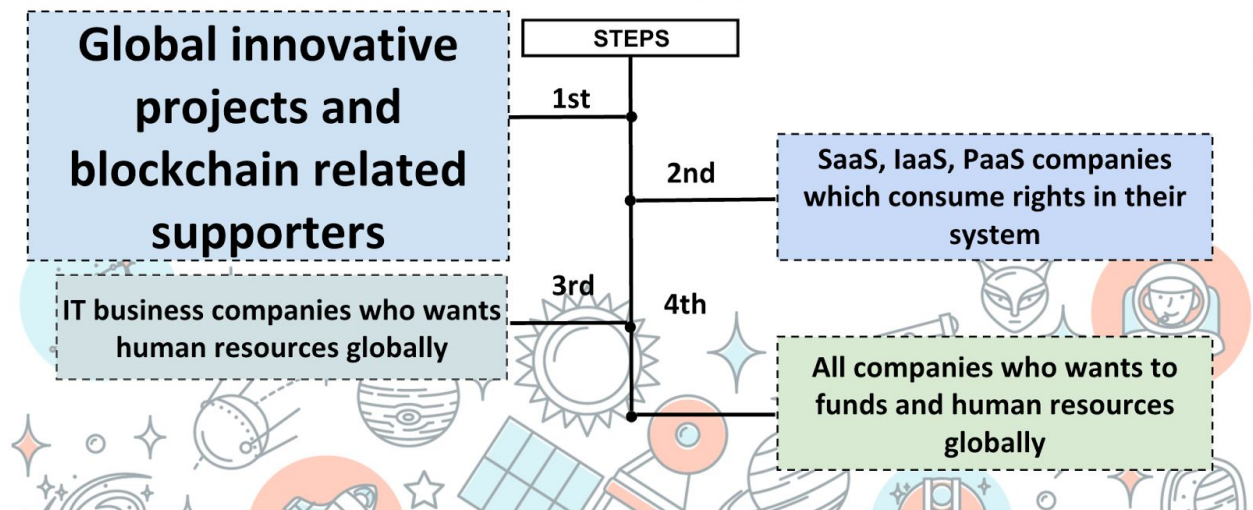 STEPS
1st
Global innovative
projects and
blockchain related
supporters
2nd
SaaS, IaaS, PaaS companies
which consume rights in their
system
3rd
IT business companies who wants
human resources globally
4th
All companies who wants to
funds and human resources
globally